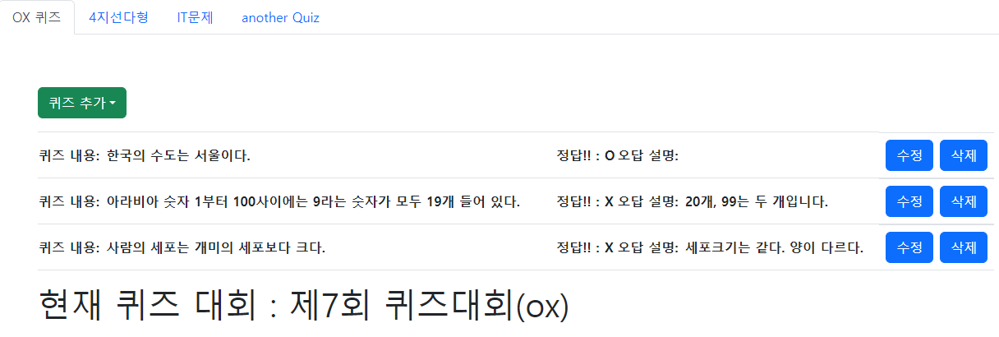 OX 퀴즈 4지선다형 IT문제 another Quiz
퀴즈 추가
퀴즈 내용: 한국의 수도는 서울이다. 정답!! : O 오답 설명: 수정 삭제
퀴즈 내용: 아라비아 숫자 1부터 100사이에는 9라는 숫자가 모두 19개 들어 있다. 정답!! : X 오답 설명: 20개, 99는 두 개입니다. 수정 삭제
퀴즈 내용: 사람의 세포는 개미의 세포보다 크다. 정답!! : X 오답 설명: 세포크기는 같다. 양이 다르다. 수정 삭제
현재 퀴즈 대회 : 제7회 퀴즈대회(ox)